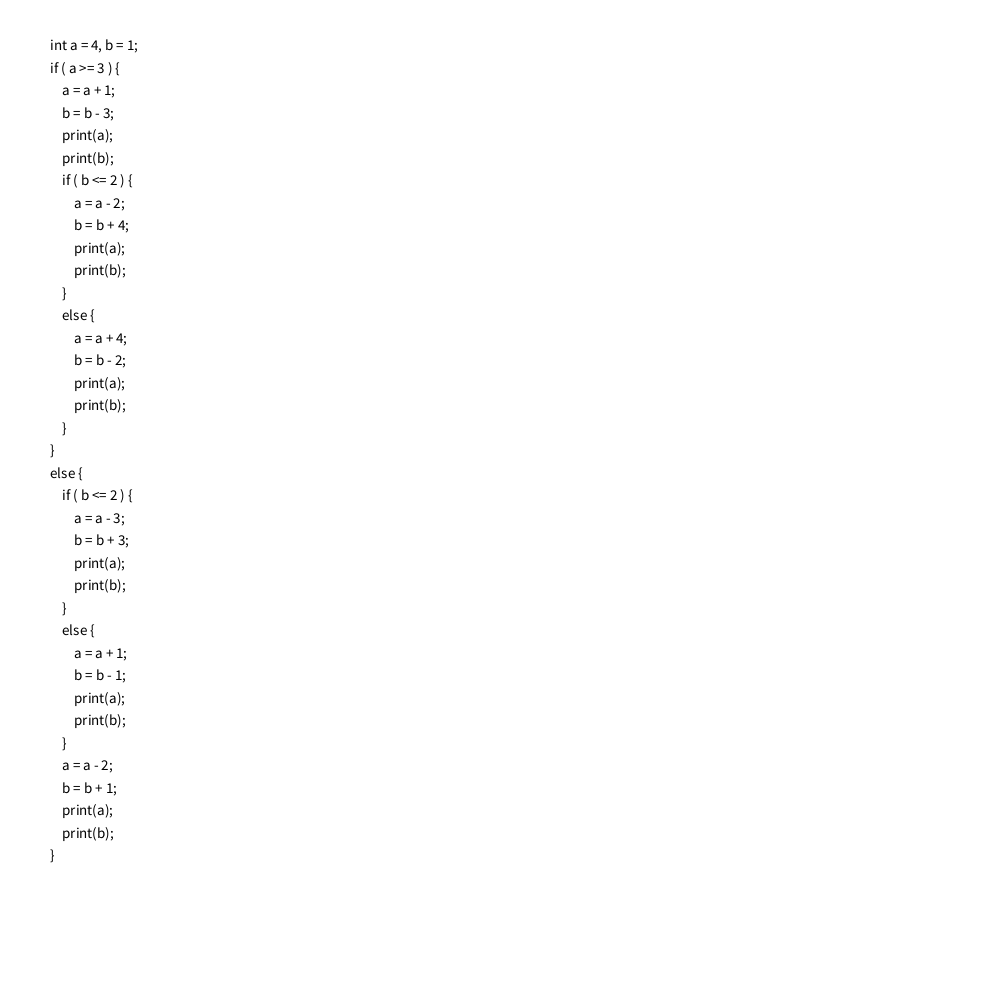 int a = 4, b = 1;
if ( a >= 3 ) {
    a = a + 1;
    b = b - 3;
    print(a);
    print(b);
    if ( b <= 2 ) {
        a = a - 2;
        b = b + 4;
        print(a);
        print(b);
    }
    else {
        a = a + 4;
        b = b - 2;
        print(a);
        print(b);
    }
}
else {
    if ( b <= 2 ) {
        a = a - 3;
        b = b + 3;
        print(a);
        print(b);
    }
    else {
        a = a + 1;
        b = b - 1;
        print(a);
        print(b);
    }
    a = a - 2;
    b = b + 1;
    print(a);
    print(b);
}